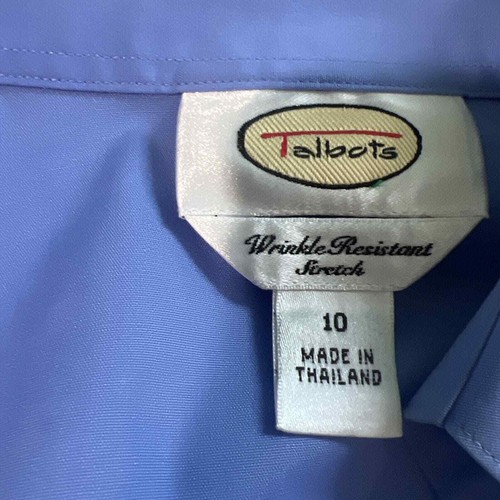 Talbots
Wrinkle Resistant
Stretch
10
MADE IN
THAILAND